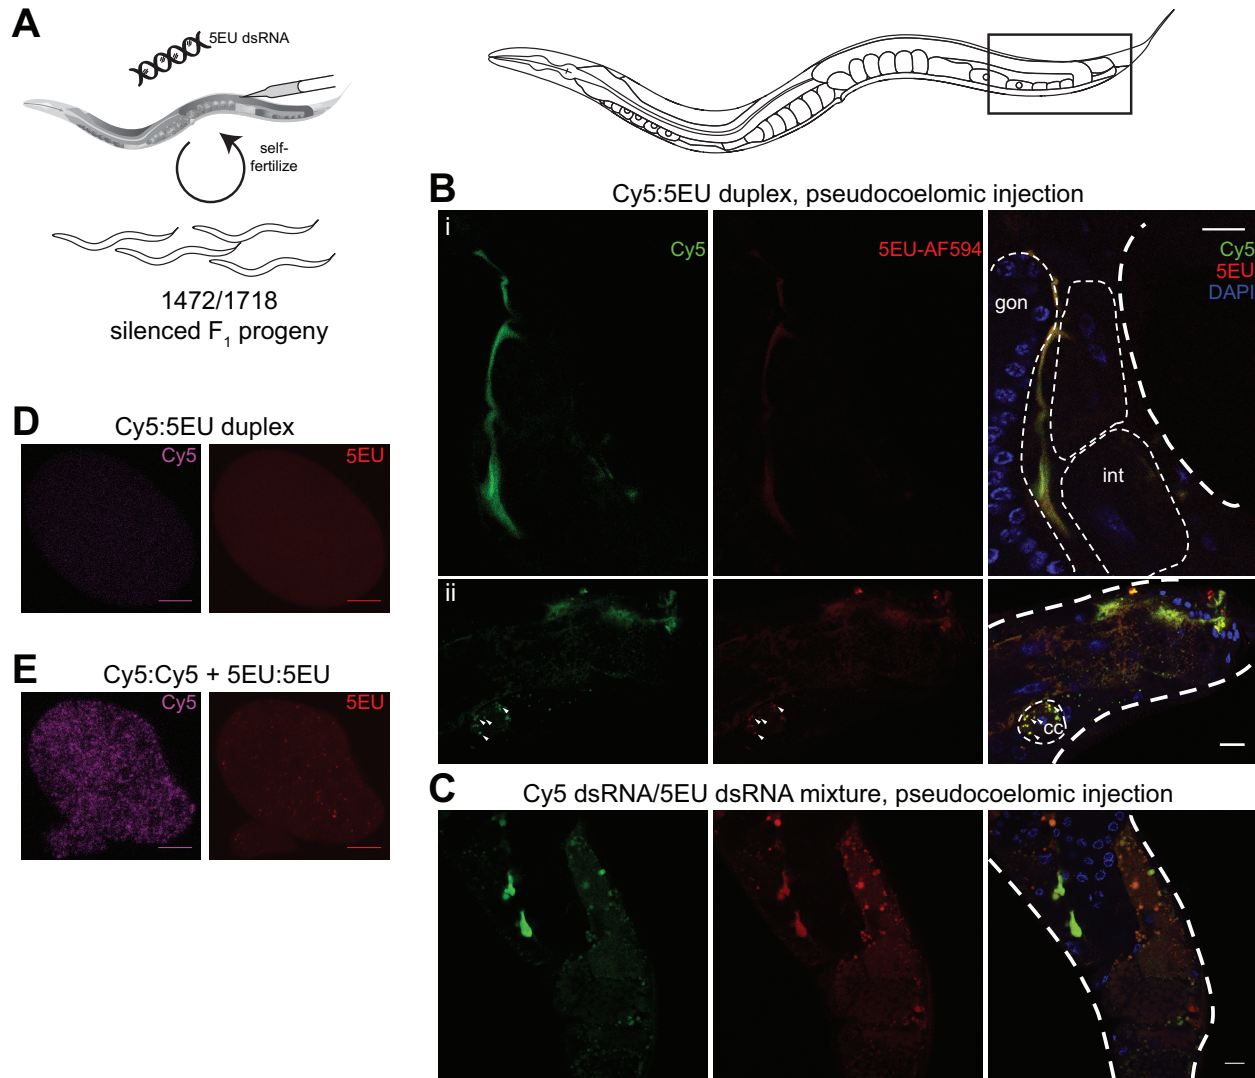 A
5EU dsRNA
self-
fertilize
1472/1718
silenced F1 progeny
B
Cy5:5EU duplex, pseudocoelomic injection
i
Cy5
5EU-AF594
Cy5
5EU
DAPI
gon
int
ii
cc
C
Cy5 dsRNA/5EU dsRNA mixture, pseudocoelomic injection
D
Cy5:5EU duplex
Cy5
5EU
E
Cy5:Cy5 + 5EU:5EU
Cy5
5EU